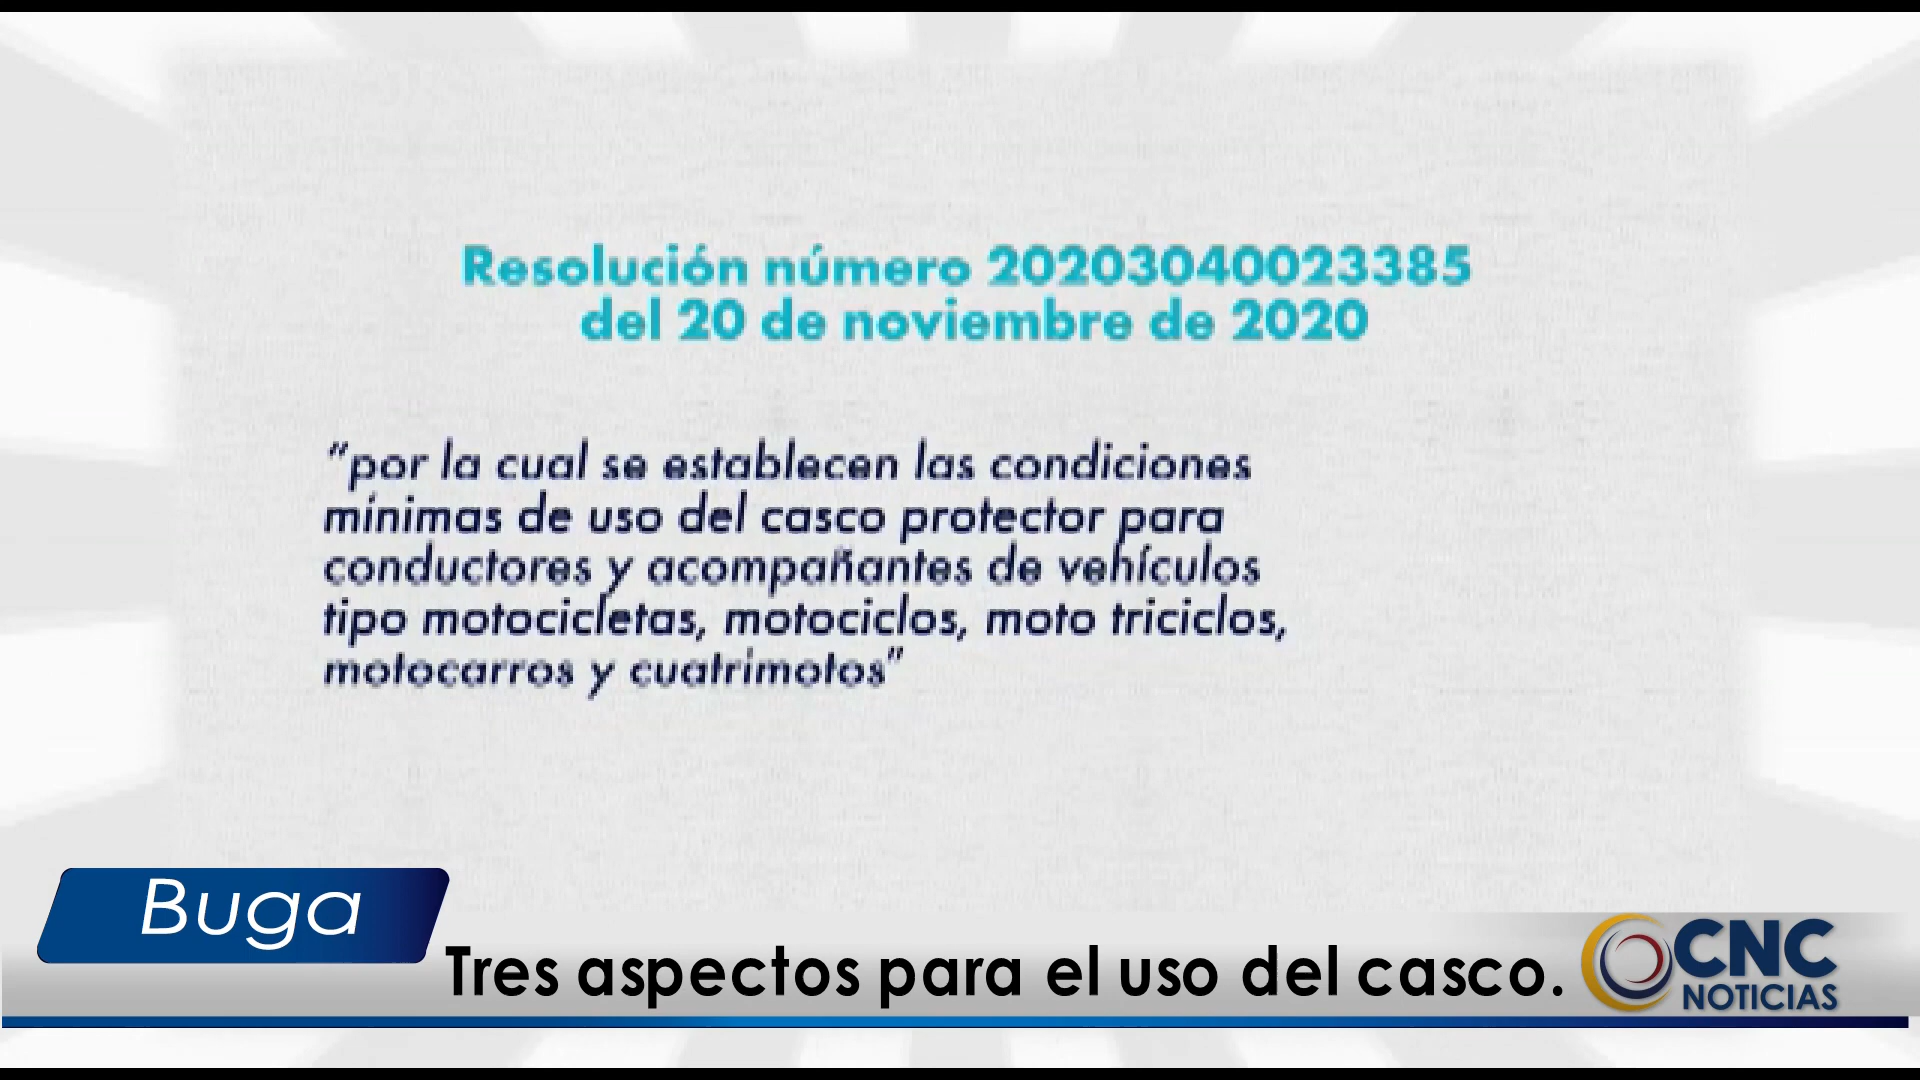 Resolución número 20203040023385
del 20 de noviembre de 2020
“por la cual se establecen las condiciones
mínimas de uso del casco protector para
conductores y acompañantes de vehículos
tipo motocicletas, motociclos, moto triciclos,
motocarros y cuatrimotos”
Buga
Tres aspectos para el uso del casco.
CNC
NOTICIAS